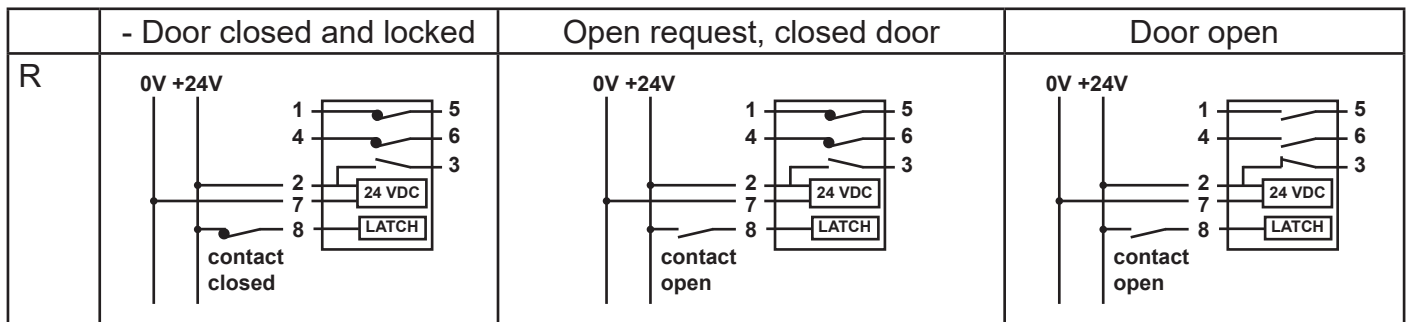 - Door closed and locked
Open request, closed door
Door open
R
0V +24V
1
5
4
6
3
2
24 VDC
7
8
LATCH
contact
closed
0V +24V
1
5
4
6
3
2
24 VDC
7
8
LATCH
contact
open
0V +24V
1
5
4
6
3
2
24 VDC
7
8
LATCH
contact
open